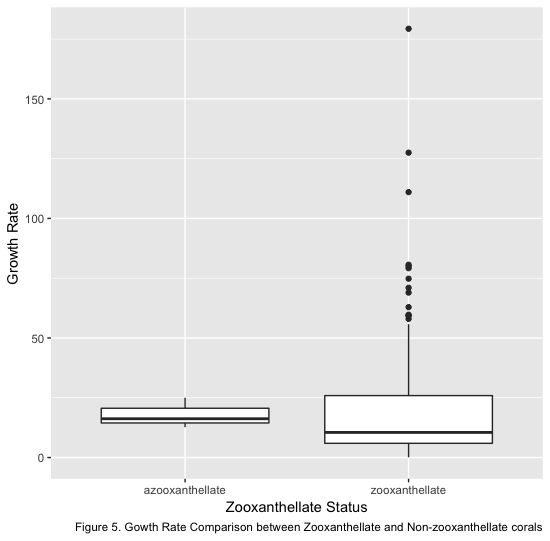 150
100
50
0
Growth Rate
azooxanthellate zooxanthellate
Zooxanthellate Status
Figure 5. Gowth Rate Comparison between Zooxanthellate and Non-zooxanthellate corals